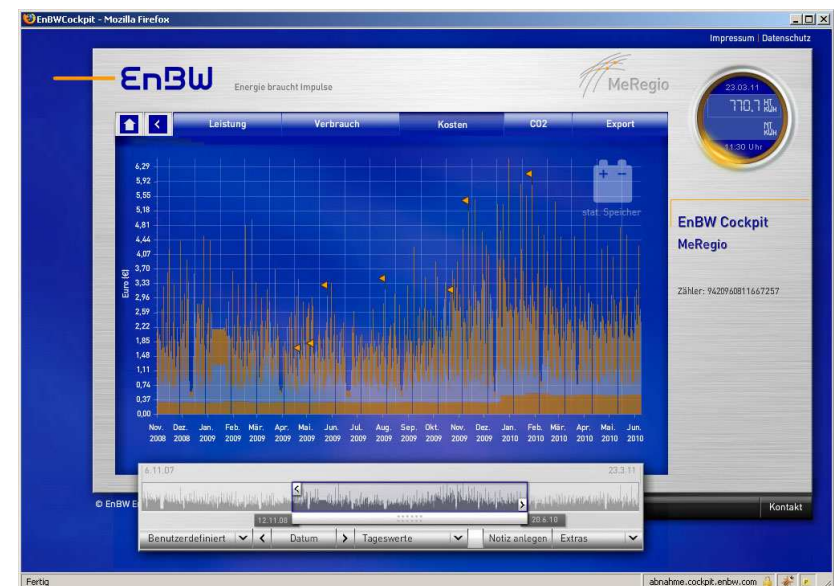 EnBWCockpit - Mozilla Firefox
Impressum | Datenschutz
EnBW
Energie braucht Impulse
MeRegio
23.03.11
770,7 HT KWh
NT KWh
11:30 Uhr
Leistung Verbrauch Kosten CO2 Export
stat. Speicher
Euro (€)
6,29
5,92
5,55
5,18
4,81
4,44
4,07
3,70
3,33
2,96
2,59
2,22
1,85
1,48
1,11
0,74
0,37
0,00
Nov. Dez. Jan. Feb. Mär. Apr. Mai. Jun. Jul. Aug. Sep. Okt. Nov. Dez. Jan. Feb. Mär. Apr. Mai. Jun.
2008 2008 2009 2009 2009 2009 2009 2009 2009 2009 2009 2009 2009 2009 2010 2010 2010 2010 2010 2010
EnBW Cockpit
MeRegio
Zähler: 9420960811667257
6.11.07 23.3.11
© EnBW
Kontakt
12.11.08 20.6.10
Benutzerdefiniert Datum Tageswerte Notiz anlegen Extras
Fertig
abnahme.cockpit.enbw.com